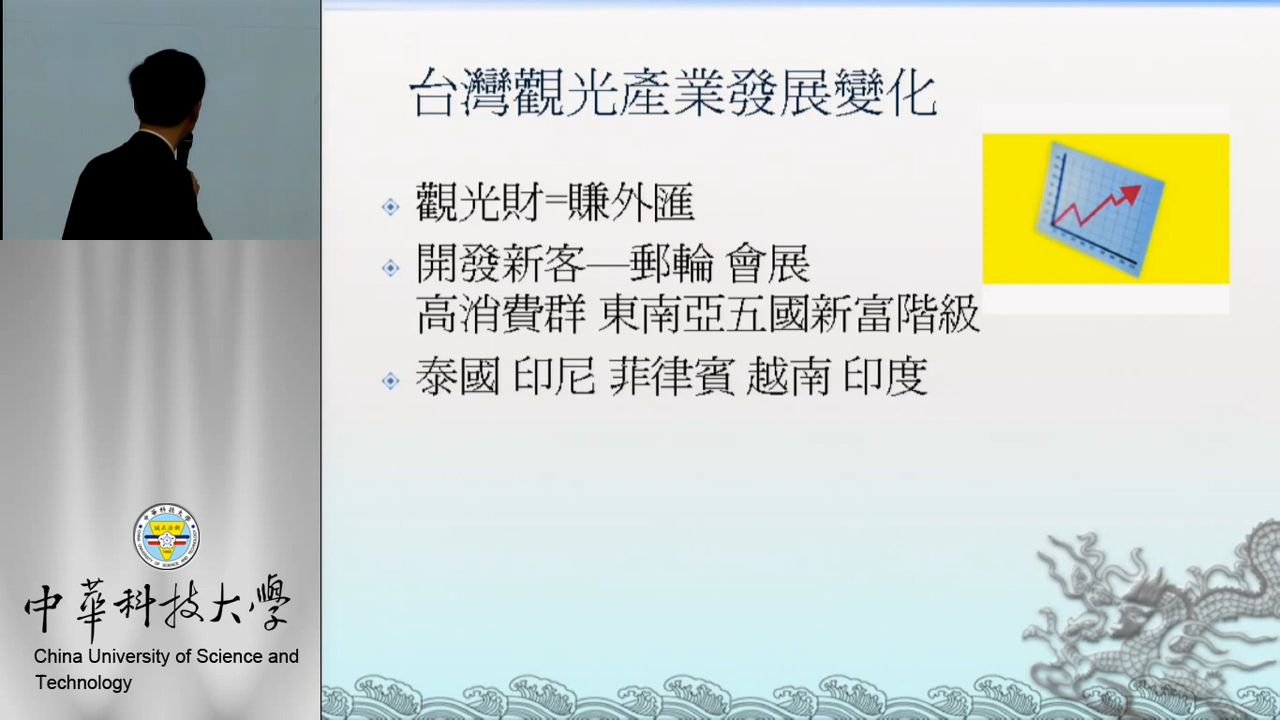 台灣觀光產業發展變化
觀光財=賺外匯
開發新客—郵輪 會展
高消費群 東南亞五國新富階級
泰國 印尼 菲律賓 越南 印度
中華科技大學
China University of Science and
Technology